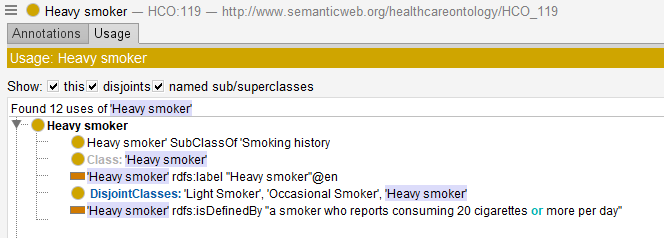 Heavy smoker — HCO:119 — http://www.semanticweb.org/healthcareontology/HCO_119
Annotations Usage
Usage: Heavy smoker
Show: this disjoints named sub/superclasses
Found 12 uses of 'Heavy smoker'
Heavy smoker
Heavy smoker' SubClassOf 'Smoking history
Class: 'Heavy smoker'
'Heavy smoker' rdfs:label "Heavy smoker"@en
DisjointClasses: 'Light Smoker', 'Occasional Smoker', 'Heavy smoker'
'Heavy smoker' rdfs:isDefinedBy "a smoker who reports consuming 20 cigarettes or more per day"